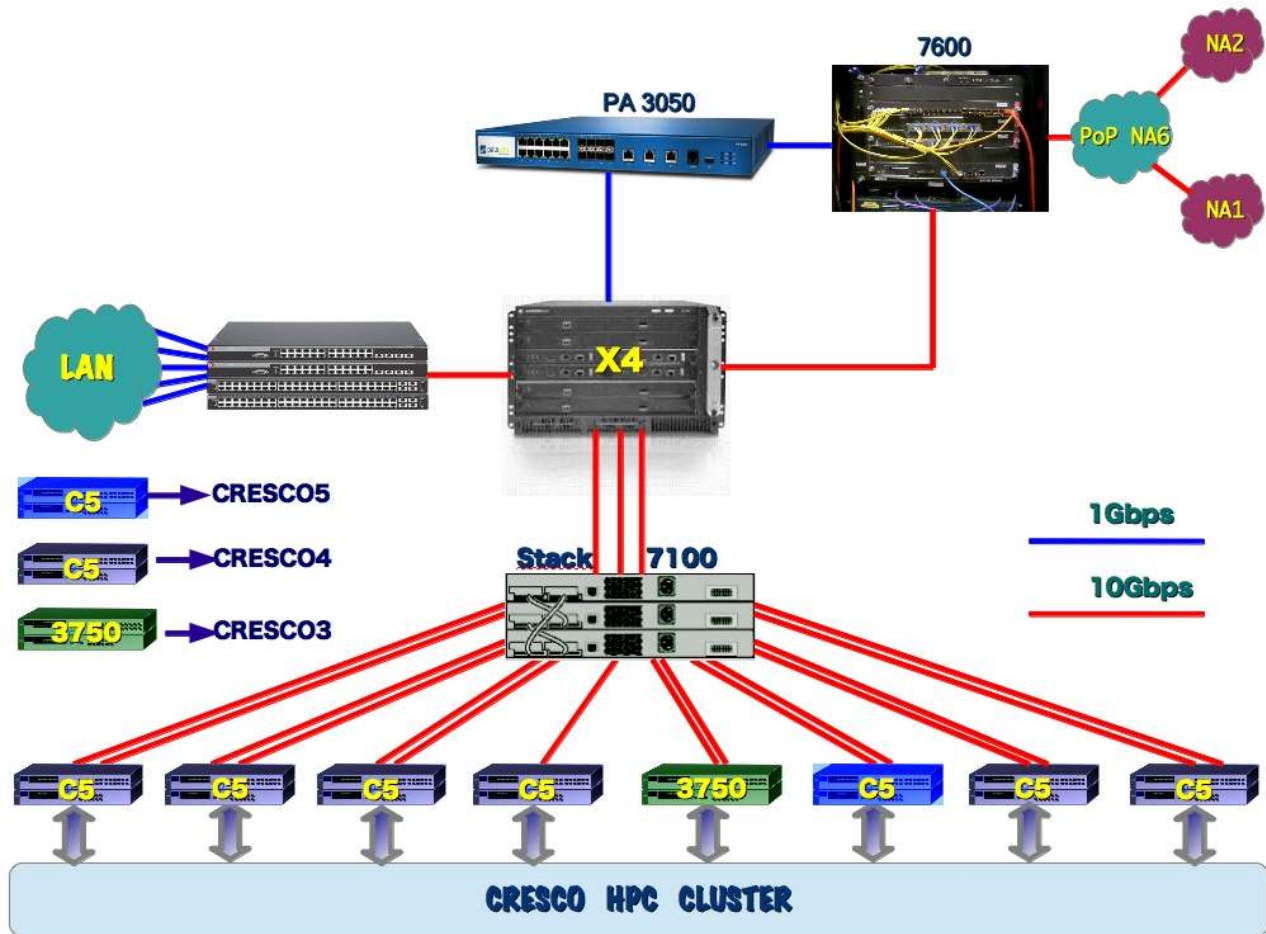 7600
NA2
PA 3050
PoP NA6
NA1
X4
LAN
C5 CRESCO5
1Gbps
C5 CRESCO4
Stack 7100
10Gbps
3750 CRESCO3
C5 C5 C5 C5 3750 C5 C5 C5
CRESCO HPC CLUSTER